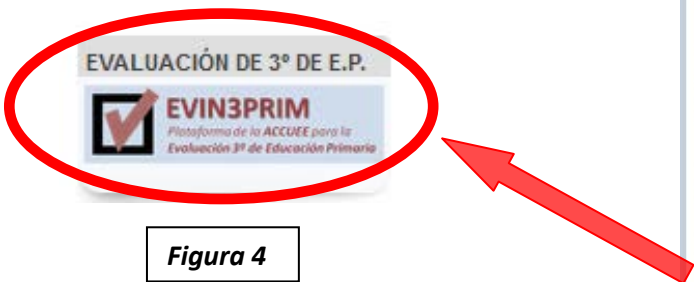 EVALUACIÓN DE 3º DE E.P.
EVIN3PRIM
Plataforma de la ACCUEE para la
Evaluación 3º de Educación Primaria
Figura 4